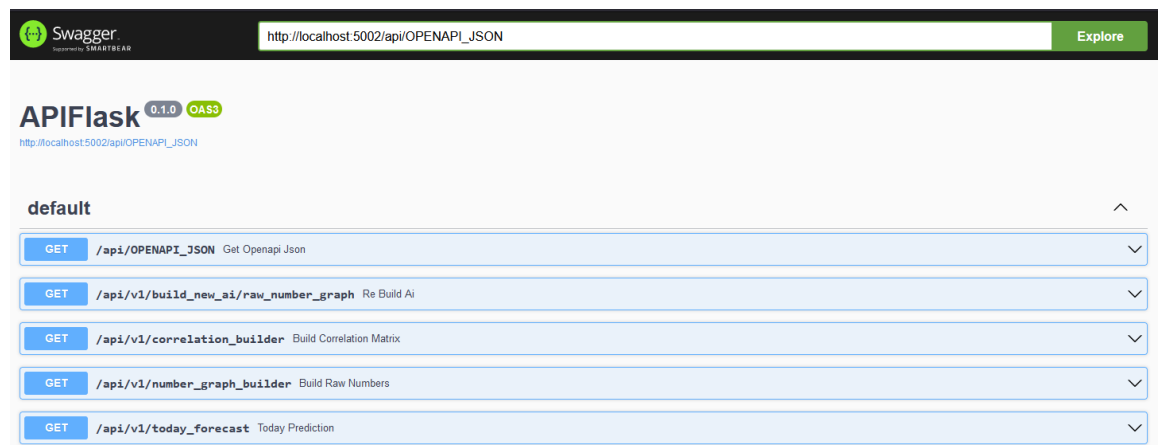 Swagger.
Supported by SMARTBEAR
http://localhost:5002/api/OPENAPI_JSON
Explore
APIFlask 0.1.0 OAS3
http://localhost:5002/api/OPENAPI_JSON
default
GET /api/OPENAPI_JSON Get Openapi Json
GET /api/v1/build_new_ai/raw_number_graph Re Build Ai
GET /api/v1/correlation_builder Build Correlation Matrix
GET /api/v1/number_graph_builder Build Raw Numbers
GET /api/v1/today_forecast Today Prediction